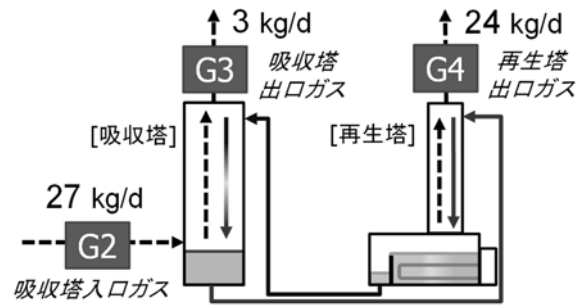 3 kg/d
G3
吸収塔
出口ガス
24 kg/d
G4
再生塔
出口ガス
[吸収塔]
[再生塔]
27 kg/d
G2
吸収塔入口ガス